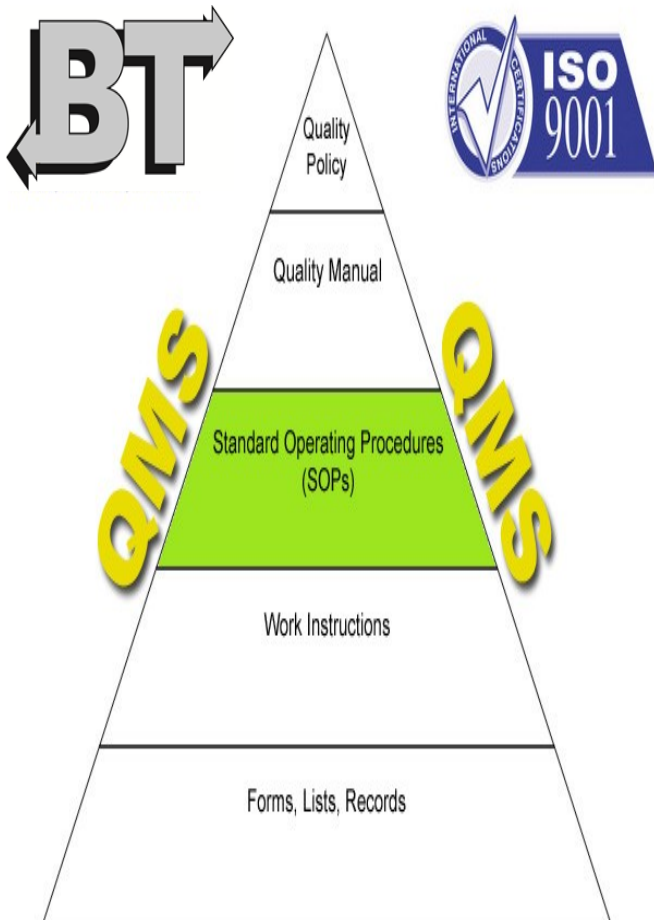 BT
INTERNATIONAL
CERTIFICATIONS
ISO
9001
Quality
Policy
Quality Manual
QMS
QMS
Standard Operating Procedures
(SOPs)
Work Instructions
Forms, Lists, Records